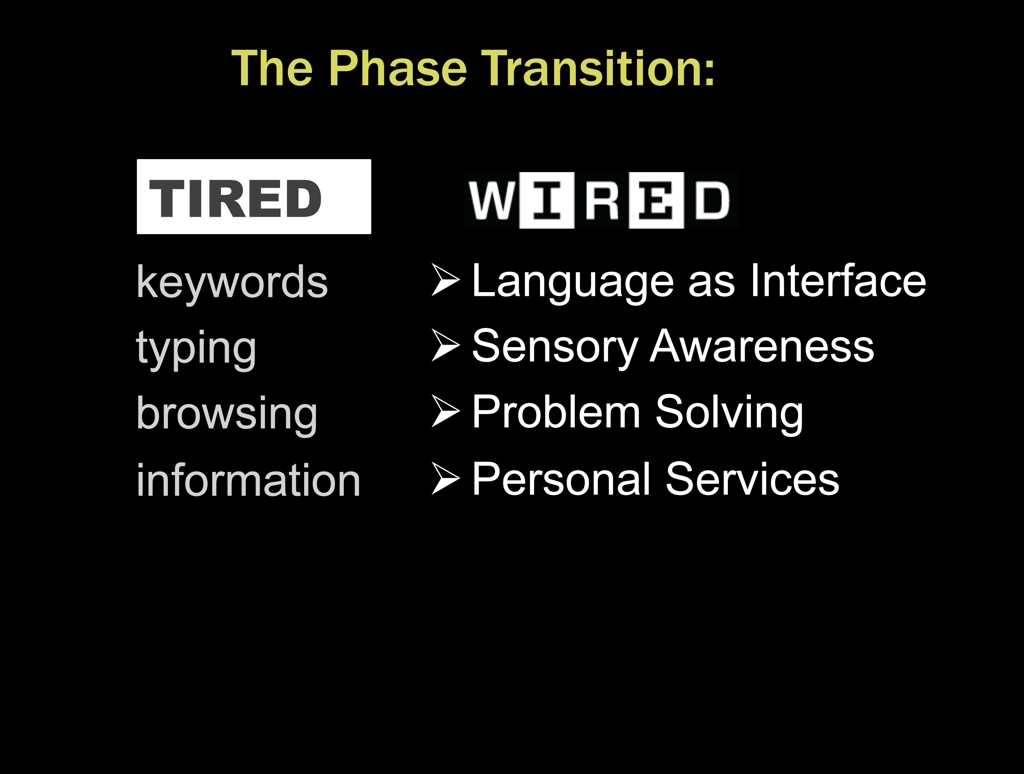 The Phase Transition:
TIRED
WIRED
keywords
➢ Language as Interface
typing
➢ Sensory Awareness
browsing
➢ Problem Solving
information
➢ Personal Services